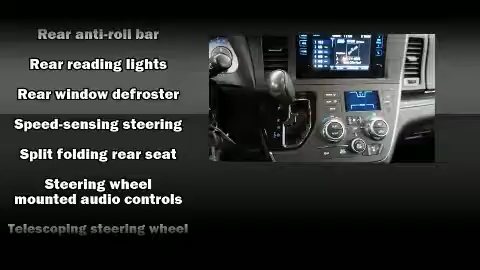 Rear anti-roll bar
Rear reading lights
Rear window defroster
Speed-sensing steering
Split folding rear seat
Steering wheel
mounted audio controls
Telescoping steering wheel